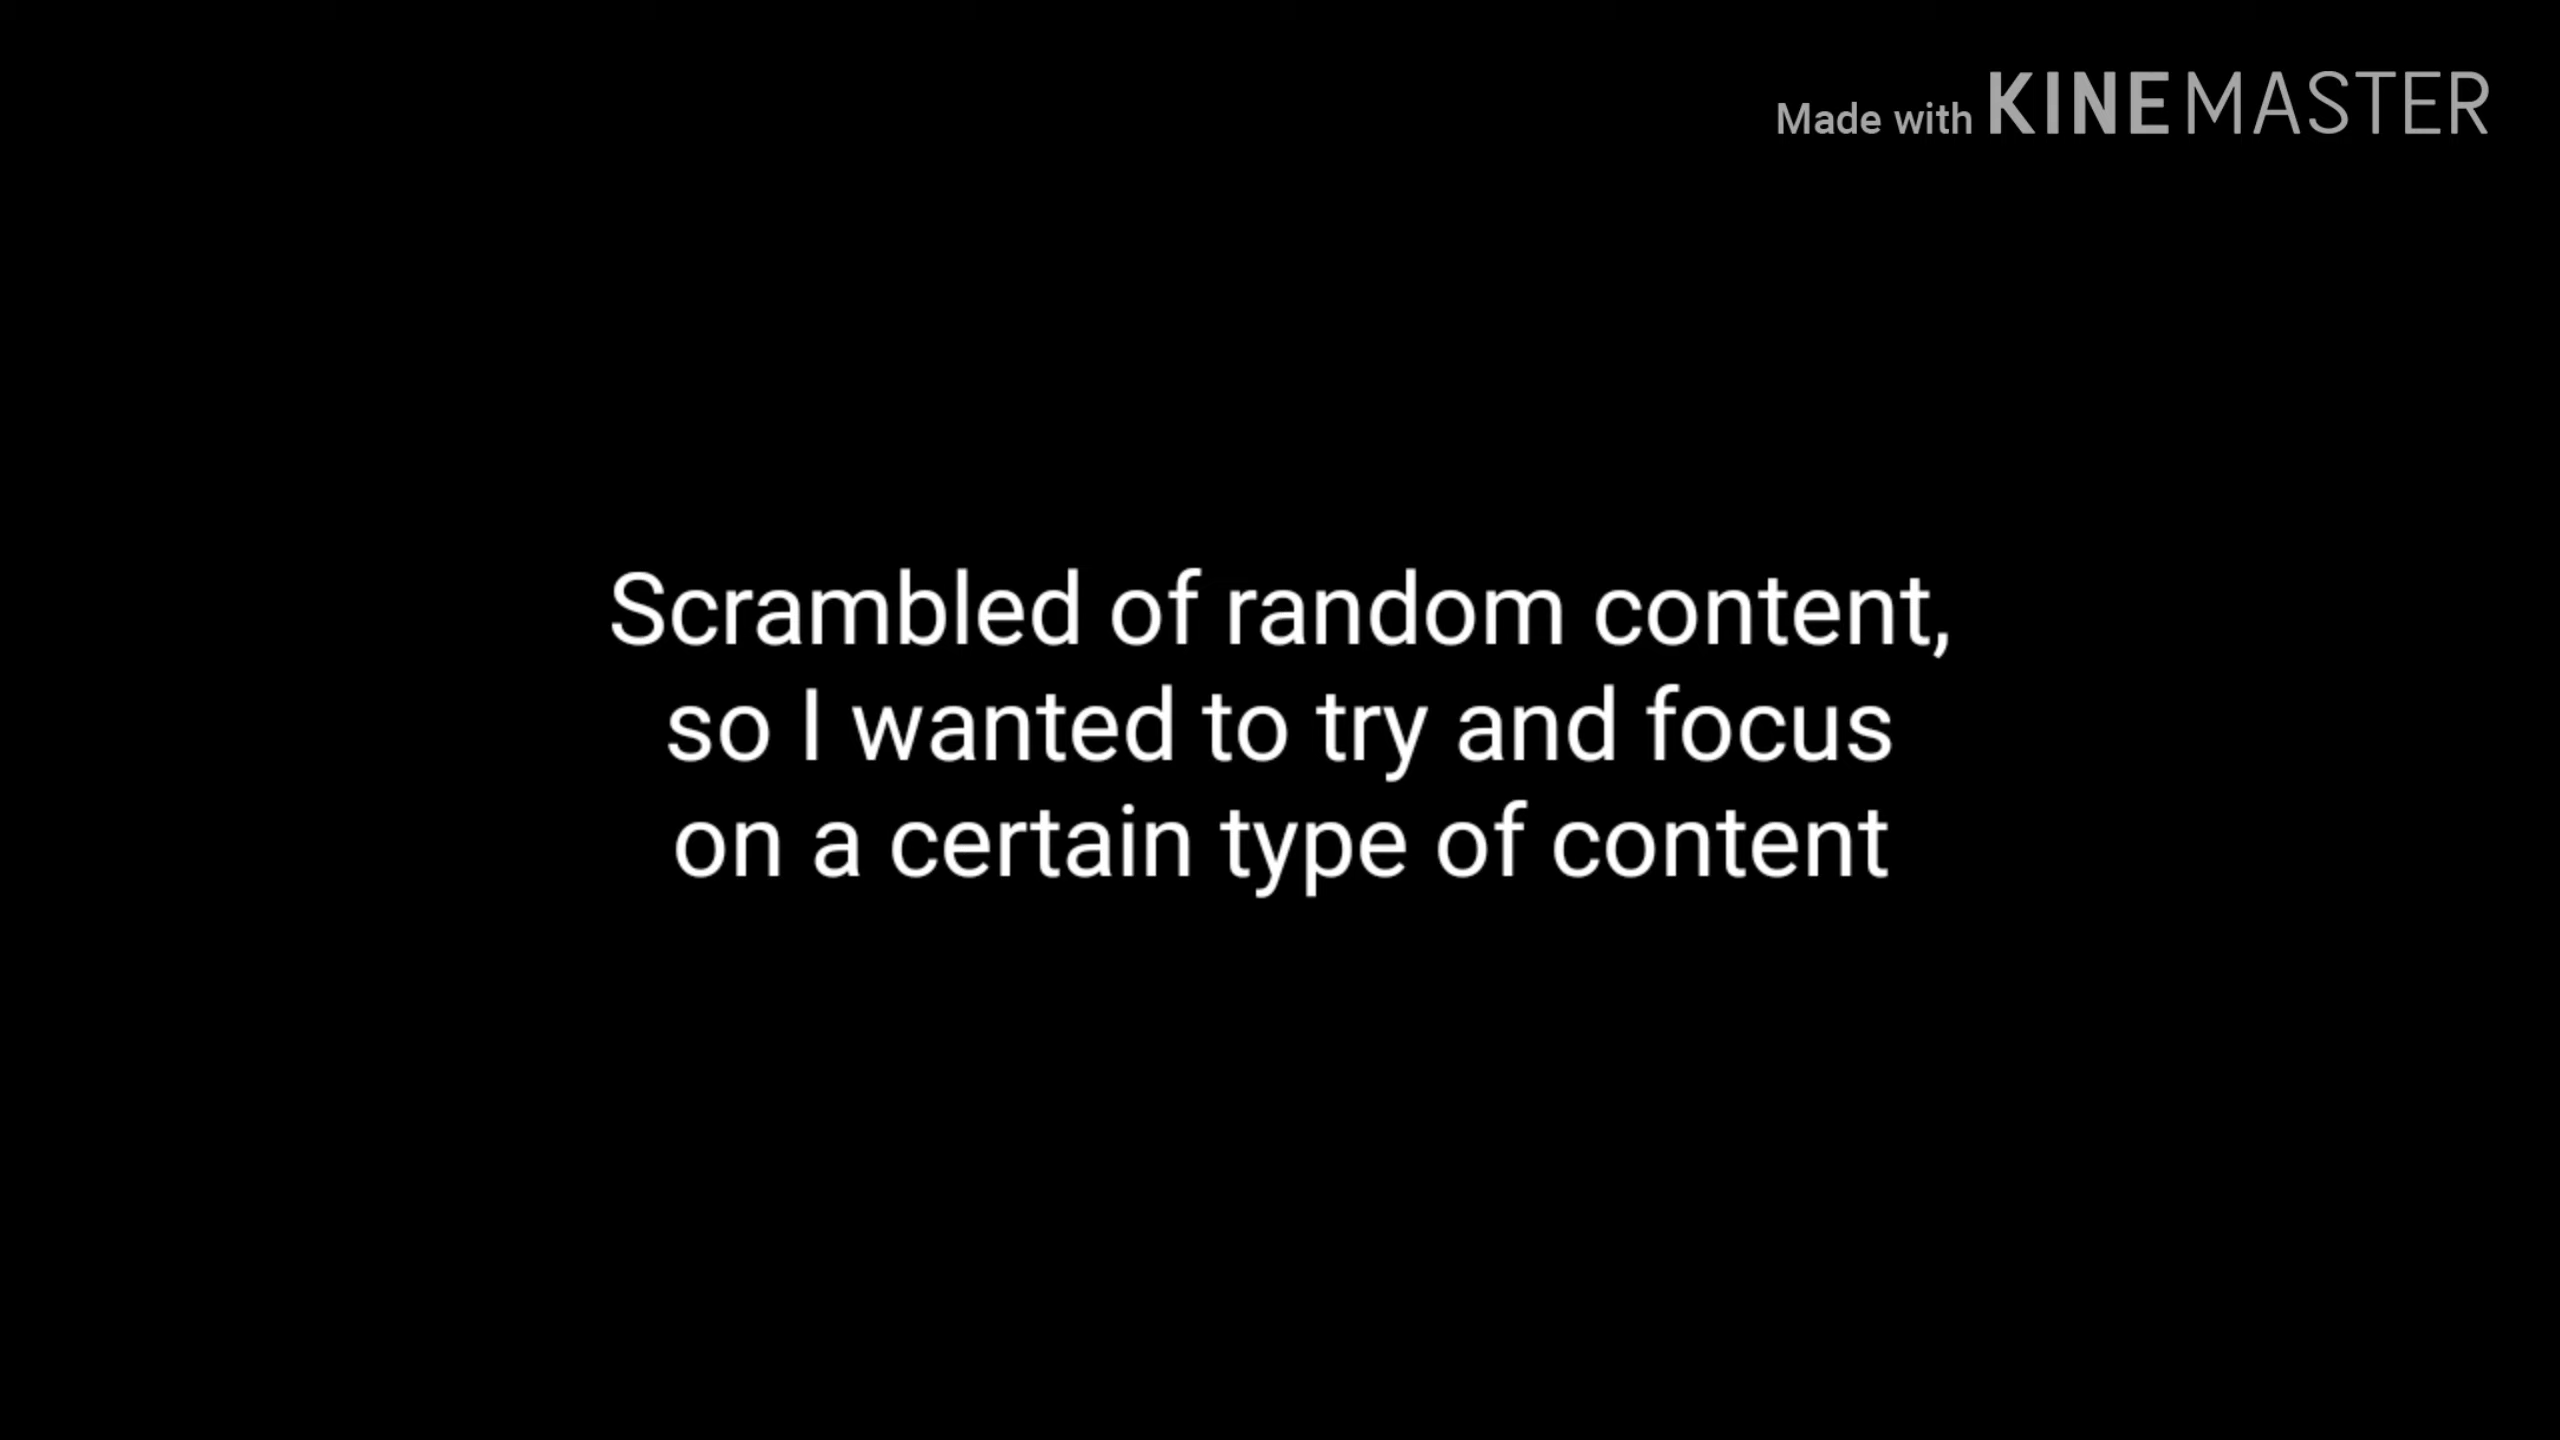 Made with KINEMASTER
Scrambled of random content,
so I wanted to try and focus
on a certain type of content